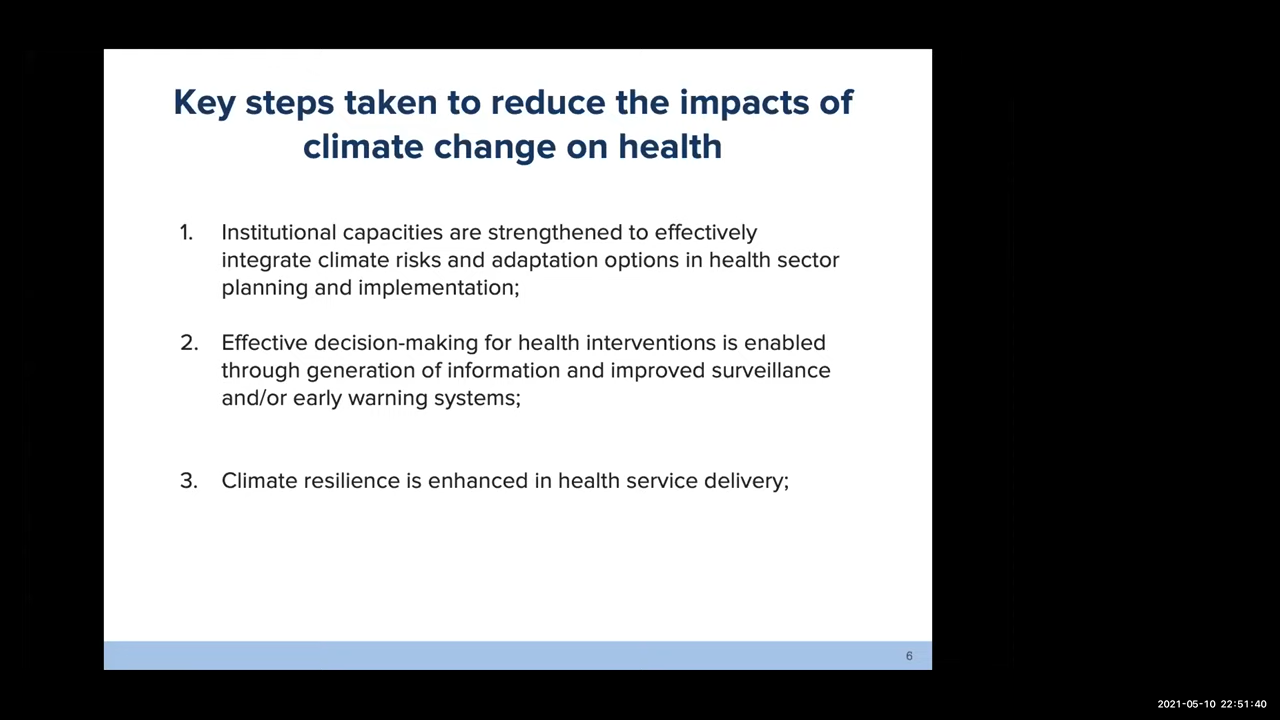 Key steps taken to reduce the impacts of
climate change on health
1. Institutional capacities are strengthened to effectively
integrate climate risks and adaptation options in health sector
planning and implementation;
2. Effective decision-making for health interventions is enabled
through generation of information and improved surveillance
and/or early warning systems;
3. Climate resilience is enhanced in health service delivery;
6
2021-05-10 22:51:40